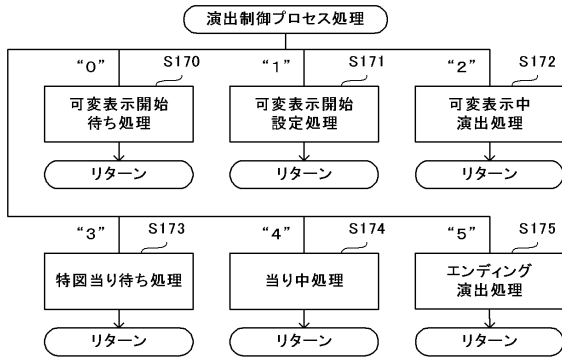 演出制御プロセス処理
“0”
S170
“1”
S171
“2”
S172
可変表示開始
待ち処理
可変表示開始
設定処理
可変表示中
演出処理
リターン
リターン
リターン
“3”
S173
“4”
S174
“5”
S175
特図当り待ち処理
当り中処理
エンディング
演出処理
リターン
リターン
リターン